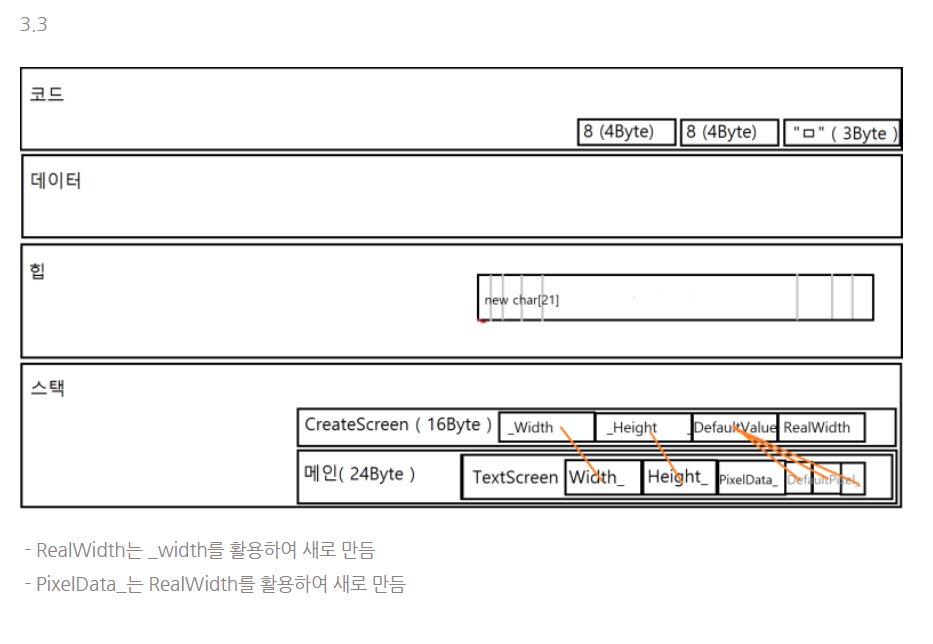 3.3
코드
8 (4Byte) 8 (4Byte) "ㅁ" ( 3Byte )
데이터
힙
new char[21]
스택
CreateScreen ( 16Byte ) _Width _Height DefaultValue RealWidth
메인( 24Byte ) TextScreen Width_ Height_ PixelData_ DefaultPixel_
- RealWidth는 _width를 활용하여 새로 만듬
- PixelData_는 RealWidth를 활용하여 새로 만듬